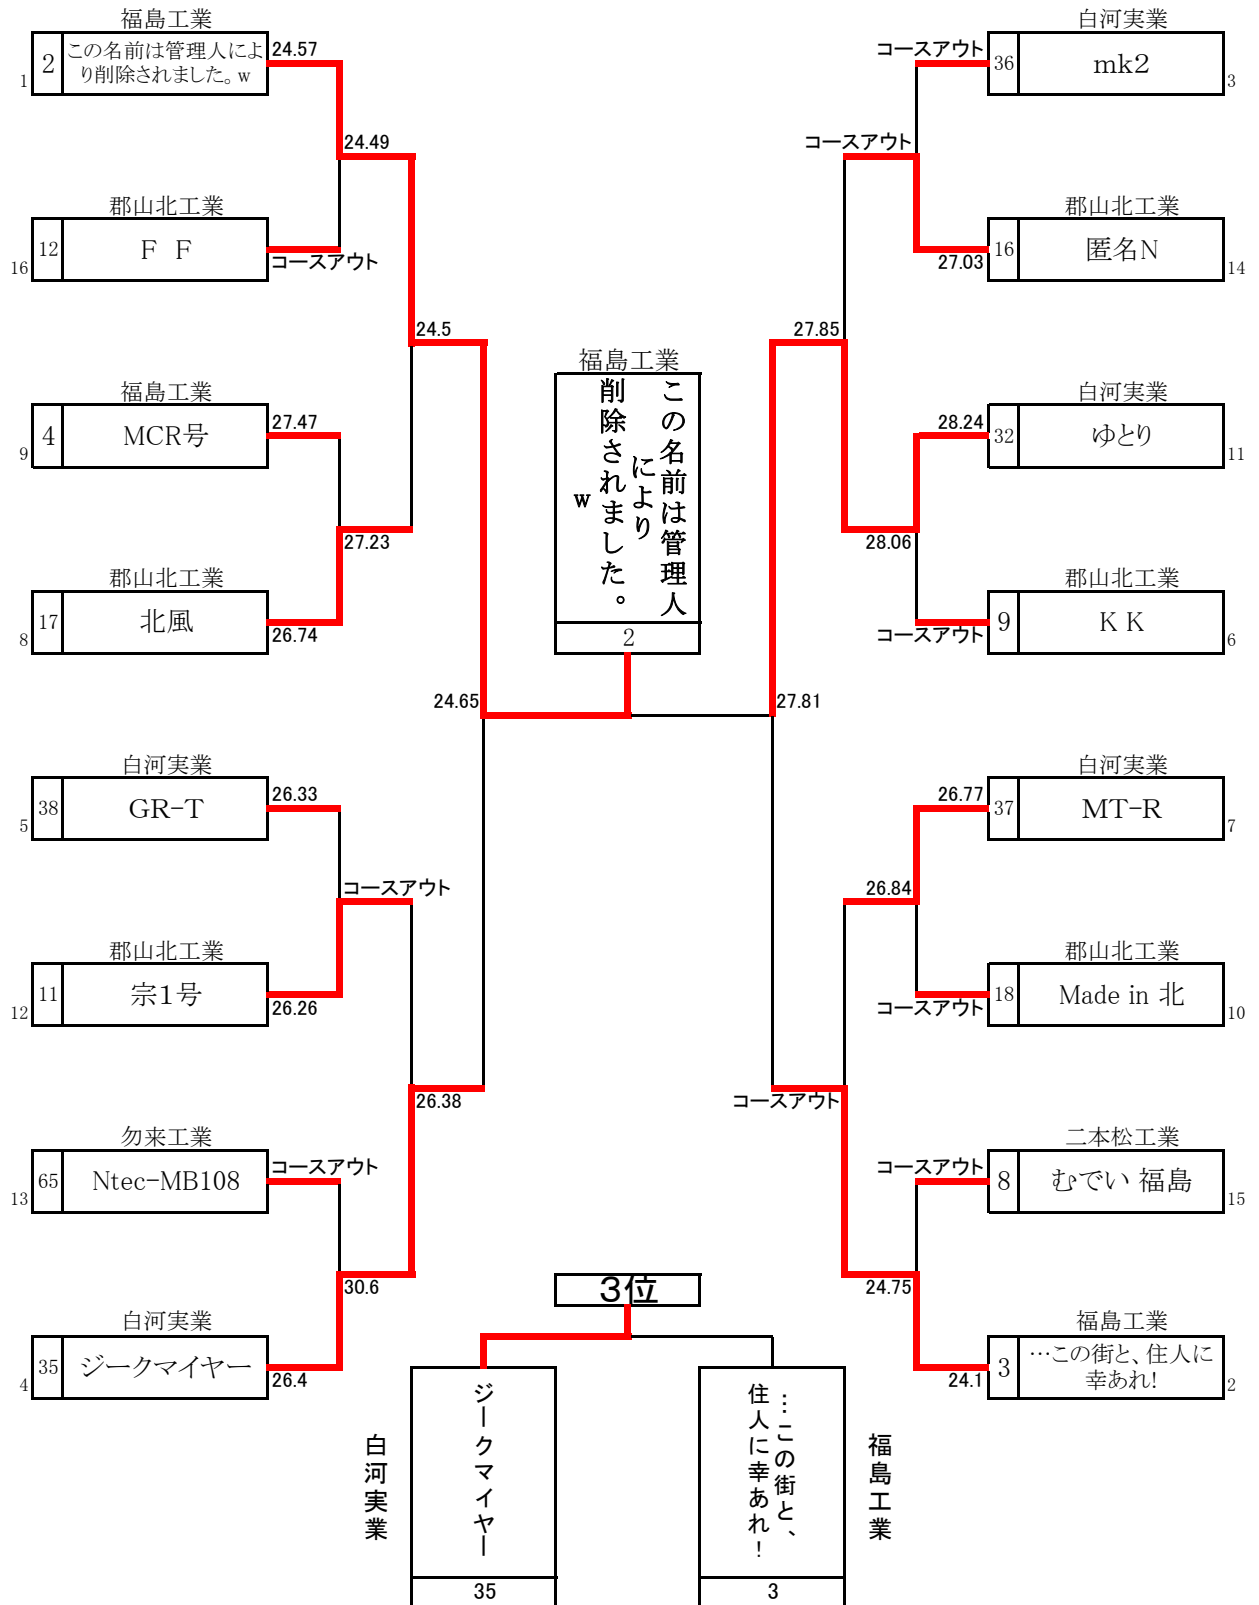 福島工業
1
2
この名前は管理人によ
り削除されました。w
24.57
24.49
郡山北工業
16
12
F F
コースアウト
24.5
福島工業
9
4
MCR号
27.47
27.23
郡山北工業
8
17
北風
26.74
24.65
白河実業
5
38
GR-T
26.33
コースアウト
郡山北工業
12
11
宗1号
26.26
26.38
勿来工業
13
65
Ntec-MB108
コースアウト
30.6
白河実業
4
35
ジークマイヤー
26.4
福島工業
この名前は管理人
により
削除されました。
w
2
白河実業
コースアウト
36
mk2
3
コースアウト
郡山北工業
27.03
16
匿名N
14
27.85
白河実業
28.24
32
ゆとり
11
28.06
郡山北工業
コースアウト
9
K K
6
27.81
白河実業
26.77
37
MT-R
7
26.84
郡山北工業
コースアウト
18
Made in 北
10
コースアウト
二本松工業
コースアウト
8
むでい 福島
15
24.75
福島工業
24.1
3
…この街と、住人に
幸あれ!
2
3位
白河実業
ジークマイヤー
35
…この街と、
住人に幸あれ!
3
福島工業